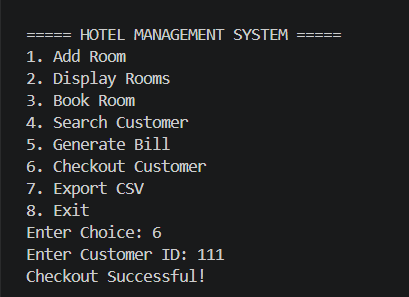 ===== HOTEL MANAGEMENT SYSTEM =====
1. Add Room
2. Display Rooms
3. Book Room
4. Search Customer
5. Generate Bill
6. Checkout Customer
7. Export CSV
8. Exit
Enter Choice: 6
Enter Customer ID: 111
Checkout Successful!